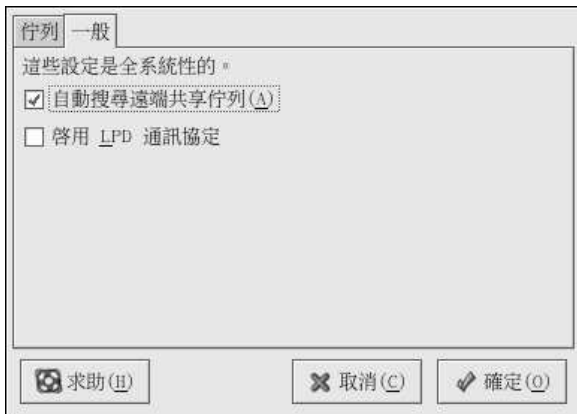 佇列 一般
這些設定是全系統性的。
自動搜尋遠端共享佇列(A)
啓用 LPD 通訊協定
求助(H) 取消(C) 確定(O)